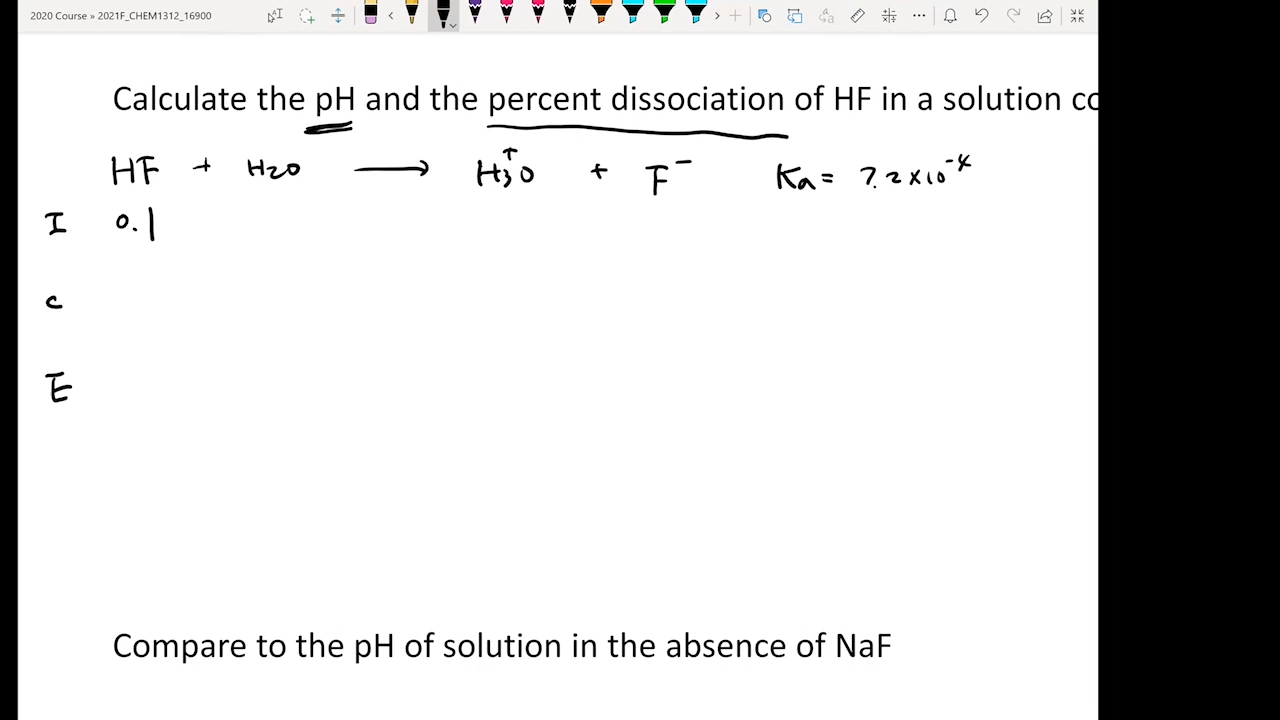 2020 Course » 2021F_CHEM1312_16900
Calculate the pH and the percent dissociation of HF in a solution co
HF + H2O ⟶ H3O⁺ + F⁻ Ka = 7.2×10⁻⁴
I 0.1
C
E
Compare to the pH of solution in the absence of NaF